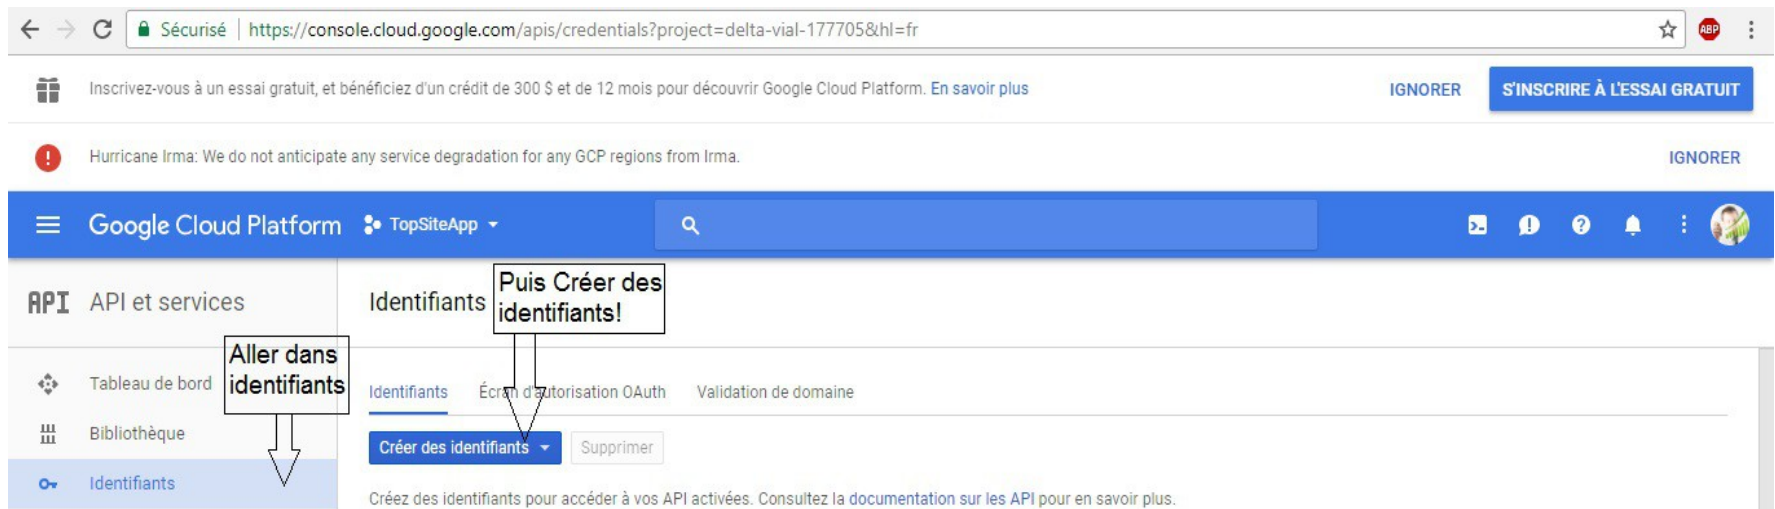 Sécurisé | https://console.cloud.google.com/apis/credentials?project=delta-vial-177705&hl=fr
ABP
Inscrivez-vous à un essai gratuit, et bénéficiez d'un crédit de 300 $ et de 12 mois pour découvrir Google Cloud Platform. En savoir plus
IGNORER
S'INSCRIRE À L'ESSAI GRATUIT
Hurricane Irma: We do not anticipate any service degradation for any GCP regions from Irma.
IGNORER
Google Cloud Platform
TopSiteApp
API
API et services
Identifiants
Puis Créer des
identifiants!
Aller dans
identifiants
Tableau de bord
Identifiants
Écran d'autorisation OAuth
Validation de domaine
Bibliothèque
Créer des identifiants
Supprimer
Identifiants
Créez des identifiants pour accéder à vos API activées. Consultez la documentation sur les API pour en savoir plus.